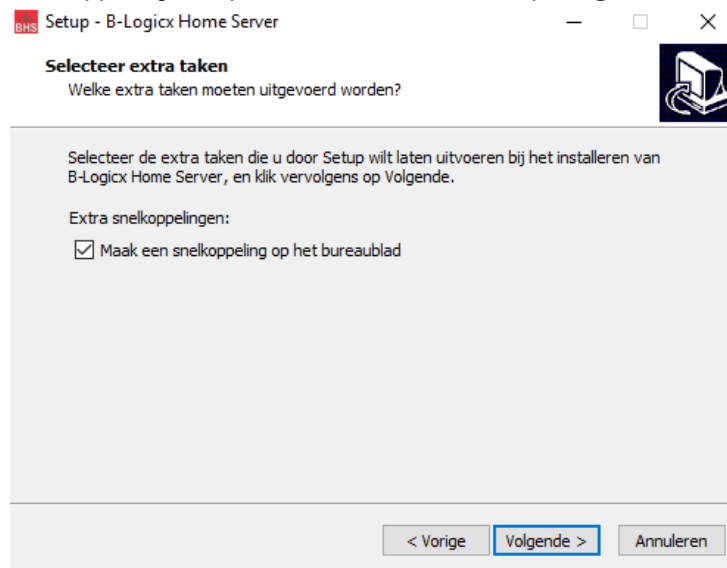 BHS Setup - B-Logicx Home Server
Selecteer extra taken
Welke extra taken moeten uitgevoerd worden?
Selecteer de extra taken die u door Setup wilt laten uitvoeren bij het installeren van
B-Logicx Home Server, en klik vervolgens op Volgende.
Extra snelkoppelingen:
Maak een snelkoppeling op het bureaublad
< Vorige Volgende > Annuleren